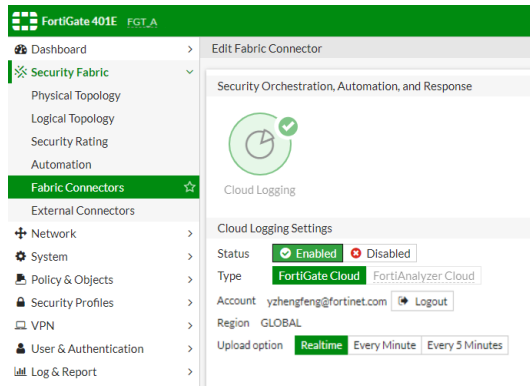 FortiGate 401E FGT_A
Dashboard
Edit Fabric Connector
Security Fabric
Security Orchestration, Automation, and Response
Physical Topology
Logical Topology
Security Rating
Automation
Fabric Connectors
Cloud Logging
External Connectors
Network
Cloud Logging Settings
System
Status Enabled Disabled
Policy & Objects
Type FortiGate Cloud FortiAnalyzer Cloud
Security Profiles
Account yzhengfeng@fortinet.com Logout
VPN
Region GLOBAL
User & Authentication
Upload option Realtime Every Minute Every 5 Minutes
Log & Report